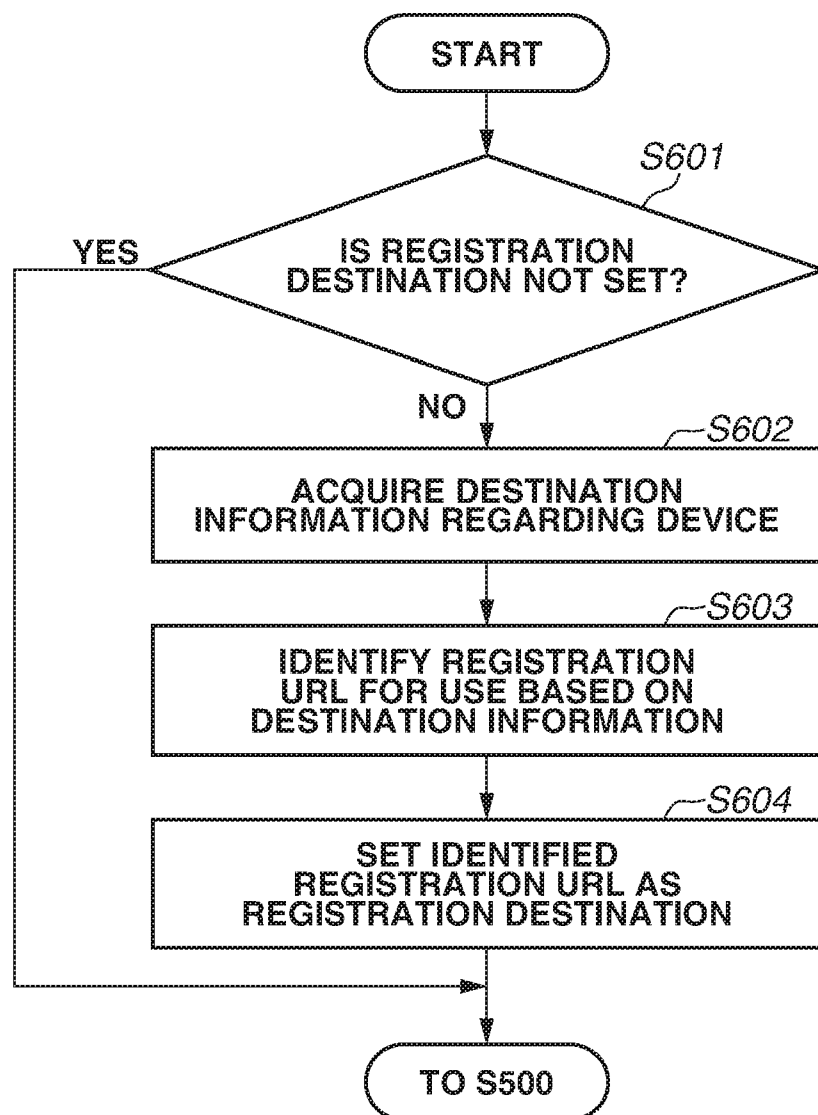 START
S601
IS REGISTRATION
DESTINATION NOT SET?
YES
NO
S602
ACQUIRE DESTINATION
INFORMATION REGARDING DEVICE
S603
IDENTIFY REGISTRATION
URL FOR USE BASED ON
DESTINATION INFORMATION
S604
SET IDENTIFIED
REGISTRATION URL AS
REGISTRATION DESTINATION
TO S500